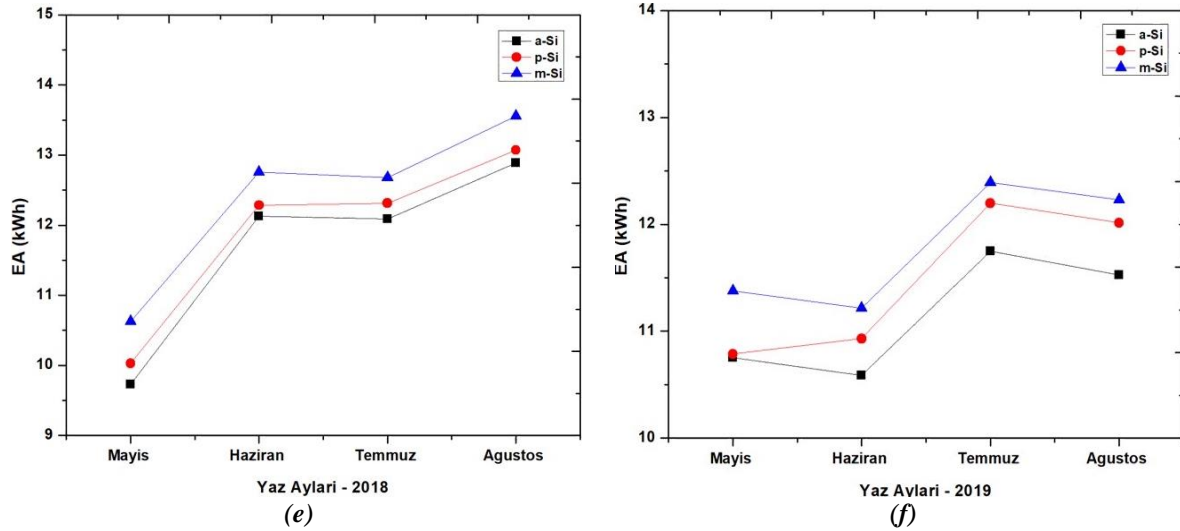 15
14
13
12
11
10
9
EA (kWh)
a-Si
p-Si
m-Si
Mayis Haziran Temmuz Agustos
Yaz Aylari - 2018
(e)
14
13
12
11
10
EA (kWh)
a-Si
p-Si
m-Si
Mayis Haziran Temmuz Agustos
Yaz Aylari - 2019
(f)